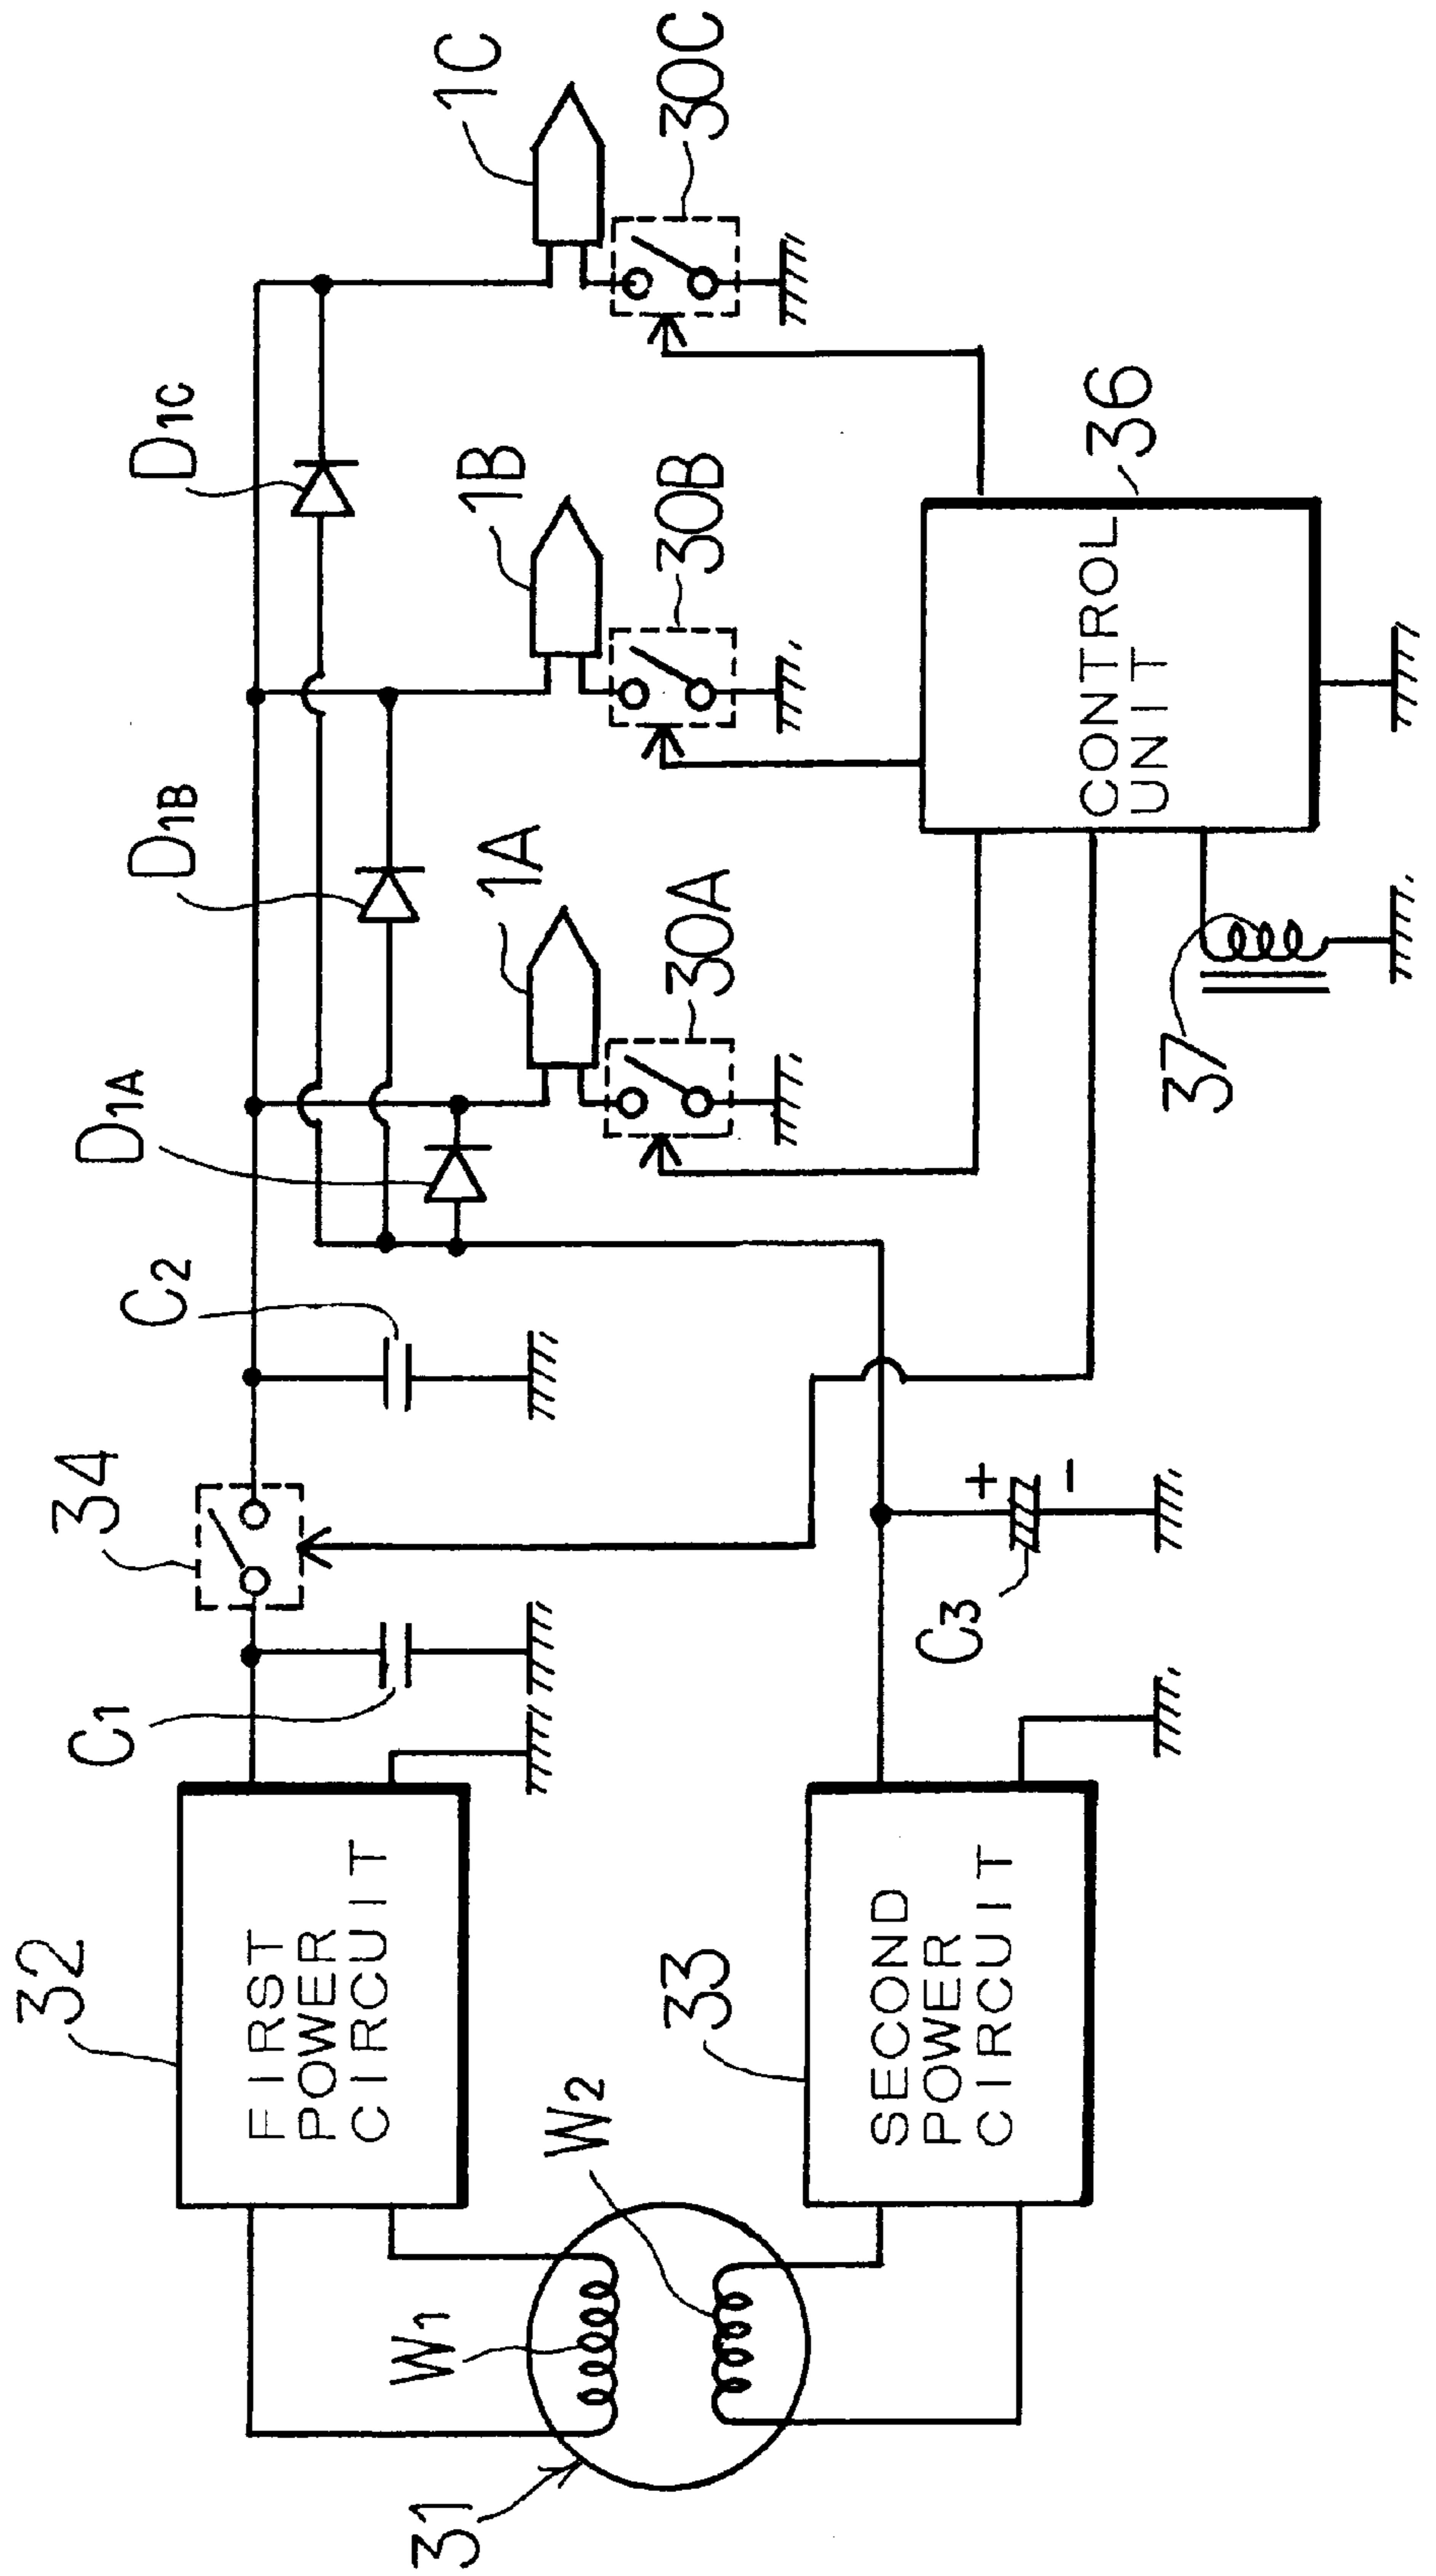 32
FIRST
POWER
CIRCUIT
C1
34
C2
D1A
D1B
D1C
1A
1B
1C
30A
30B
30C
31
W1
W2
33
SECOND
POWER
CIRCUIT
C3
+
−
37
CONTROL
UNIT
36